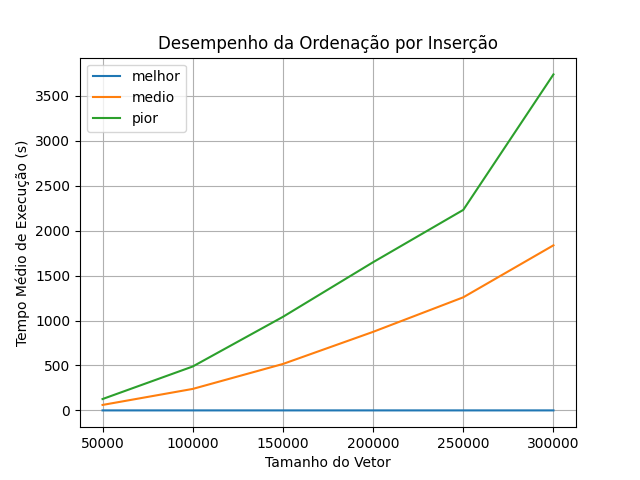 Desempenho da Ordenação por Inserção
melhor
medio
pior
Tempo Médio de Execução (s)
3500
3000
2500
2000
1500
1000
500
0
50000 100000 150000 200000 250000 300000
Tamanho do Vetor